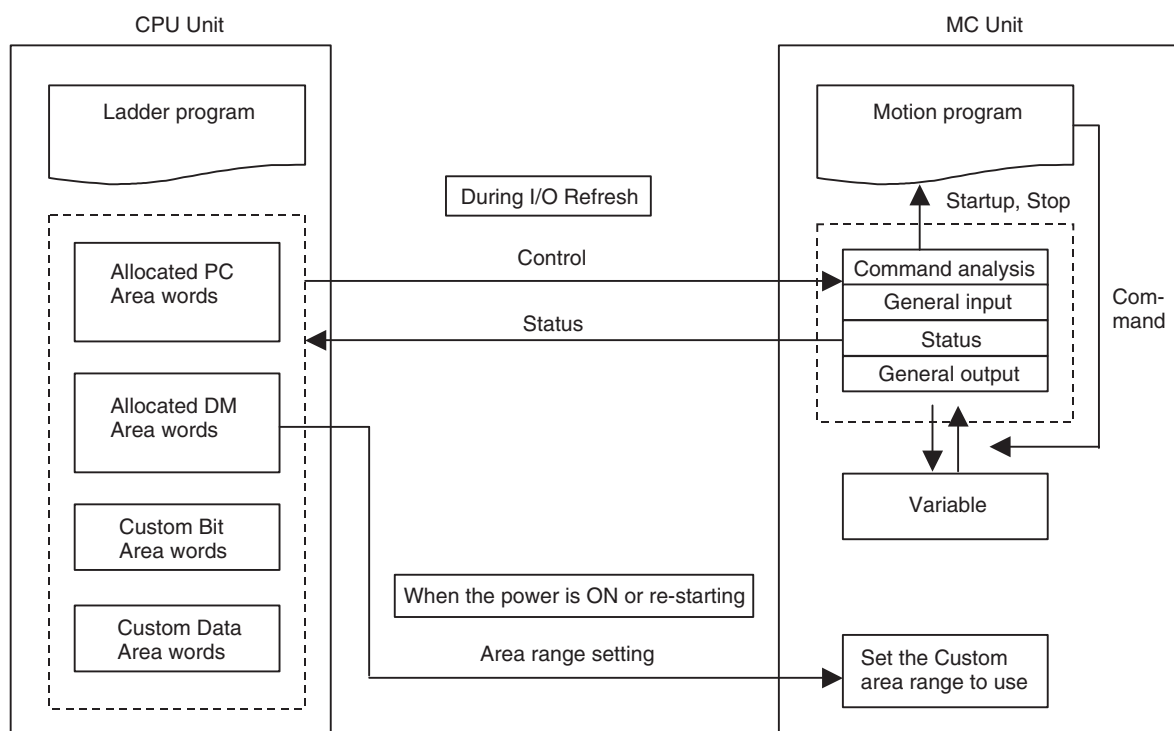 CPU Unit
MC Unit
Ladder program
Motion program
During I/O Refresh
Startup, Stop
Allocated PC
Area words
Control
Command analysis
General input
Status
Status
General output
Com-
mand
Allocated DM
Area words
Variable
Custom Bit
Area words
When the power is ON or re-starting
Custom Data
Area words
Area range setting
Set the Custom
area range to use